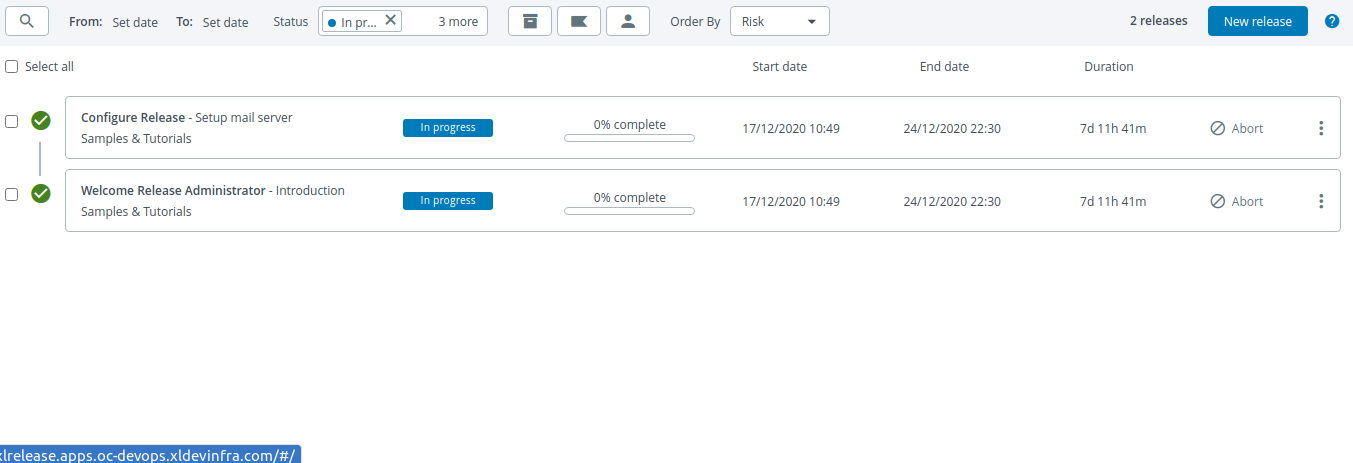 From: Set date To: Set date Status In pr... 3 more Order By Risk 2 releases New release ?
Select all Start date End date Duration
Configure Release - Setup mail server
In progress 0% complete 17/12/2020 10:49 24/12/2020 22:30 7d 11h 41m Abort
Samples & Tutorials
Welcome Release Administrator - Introduction
In progress 0% complete 17/12/2020 10:49 24/12/2020 22:30 7d 11h 41m Abort
Samples & Tutorials
xlrelease.apps.oc-devops.xldevinfra.com/#/